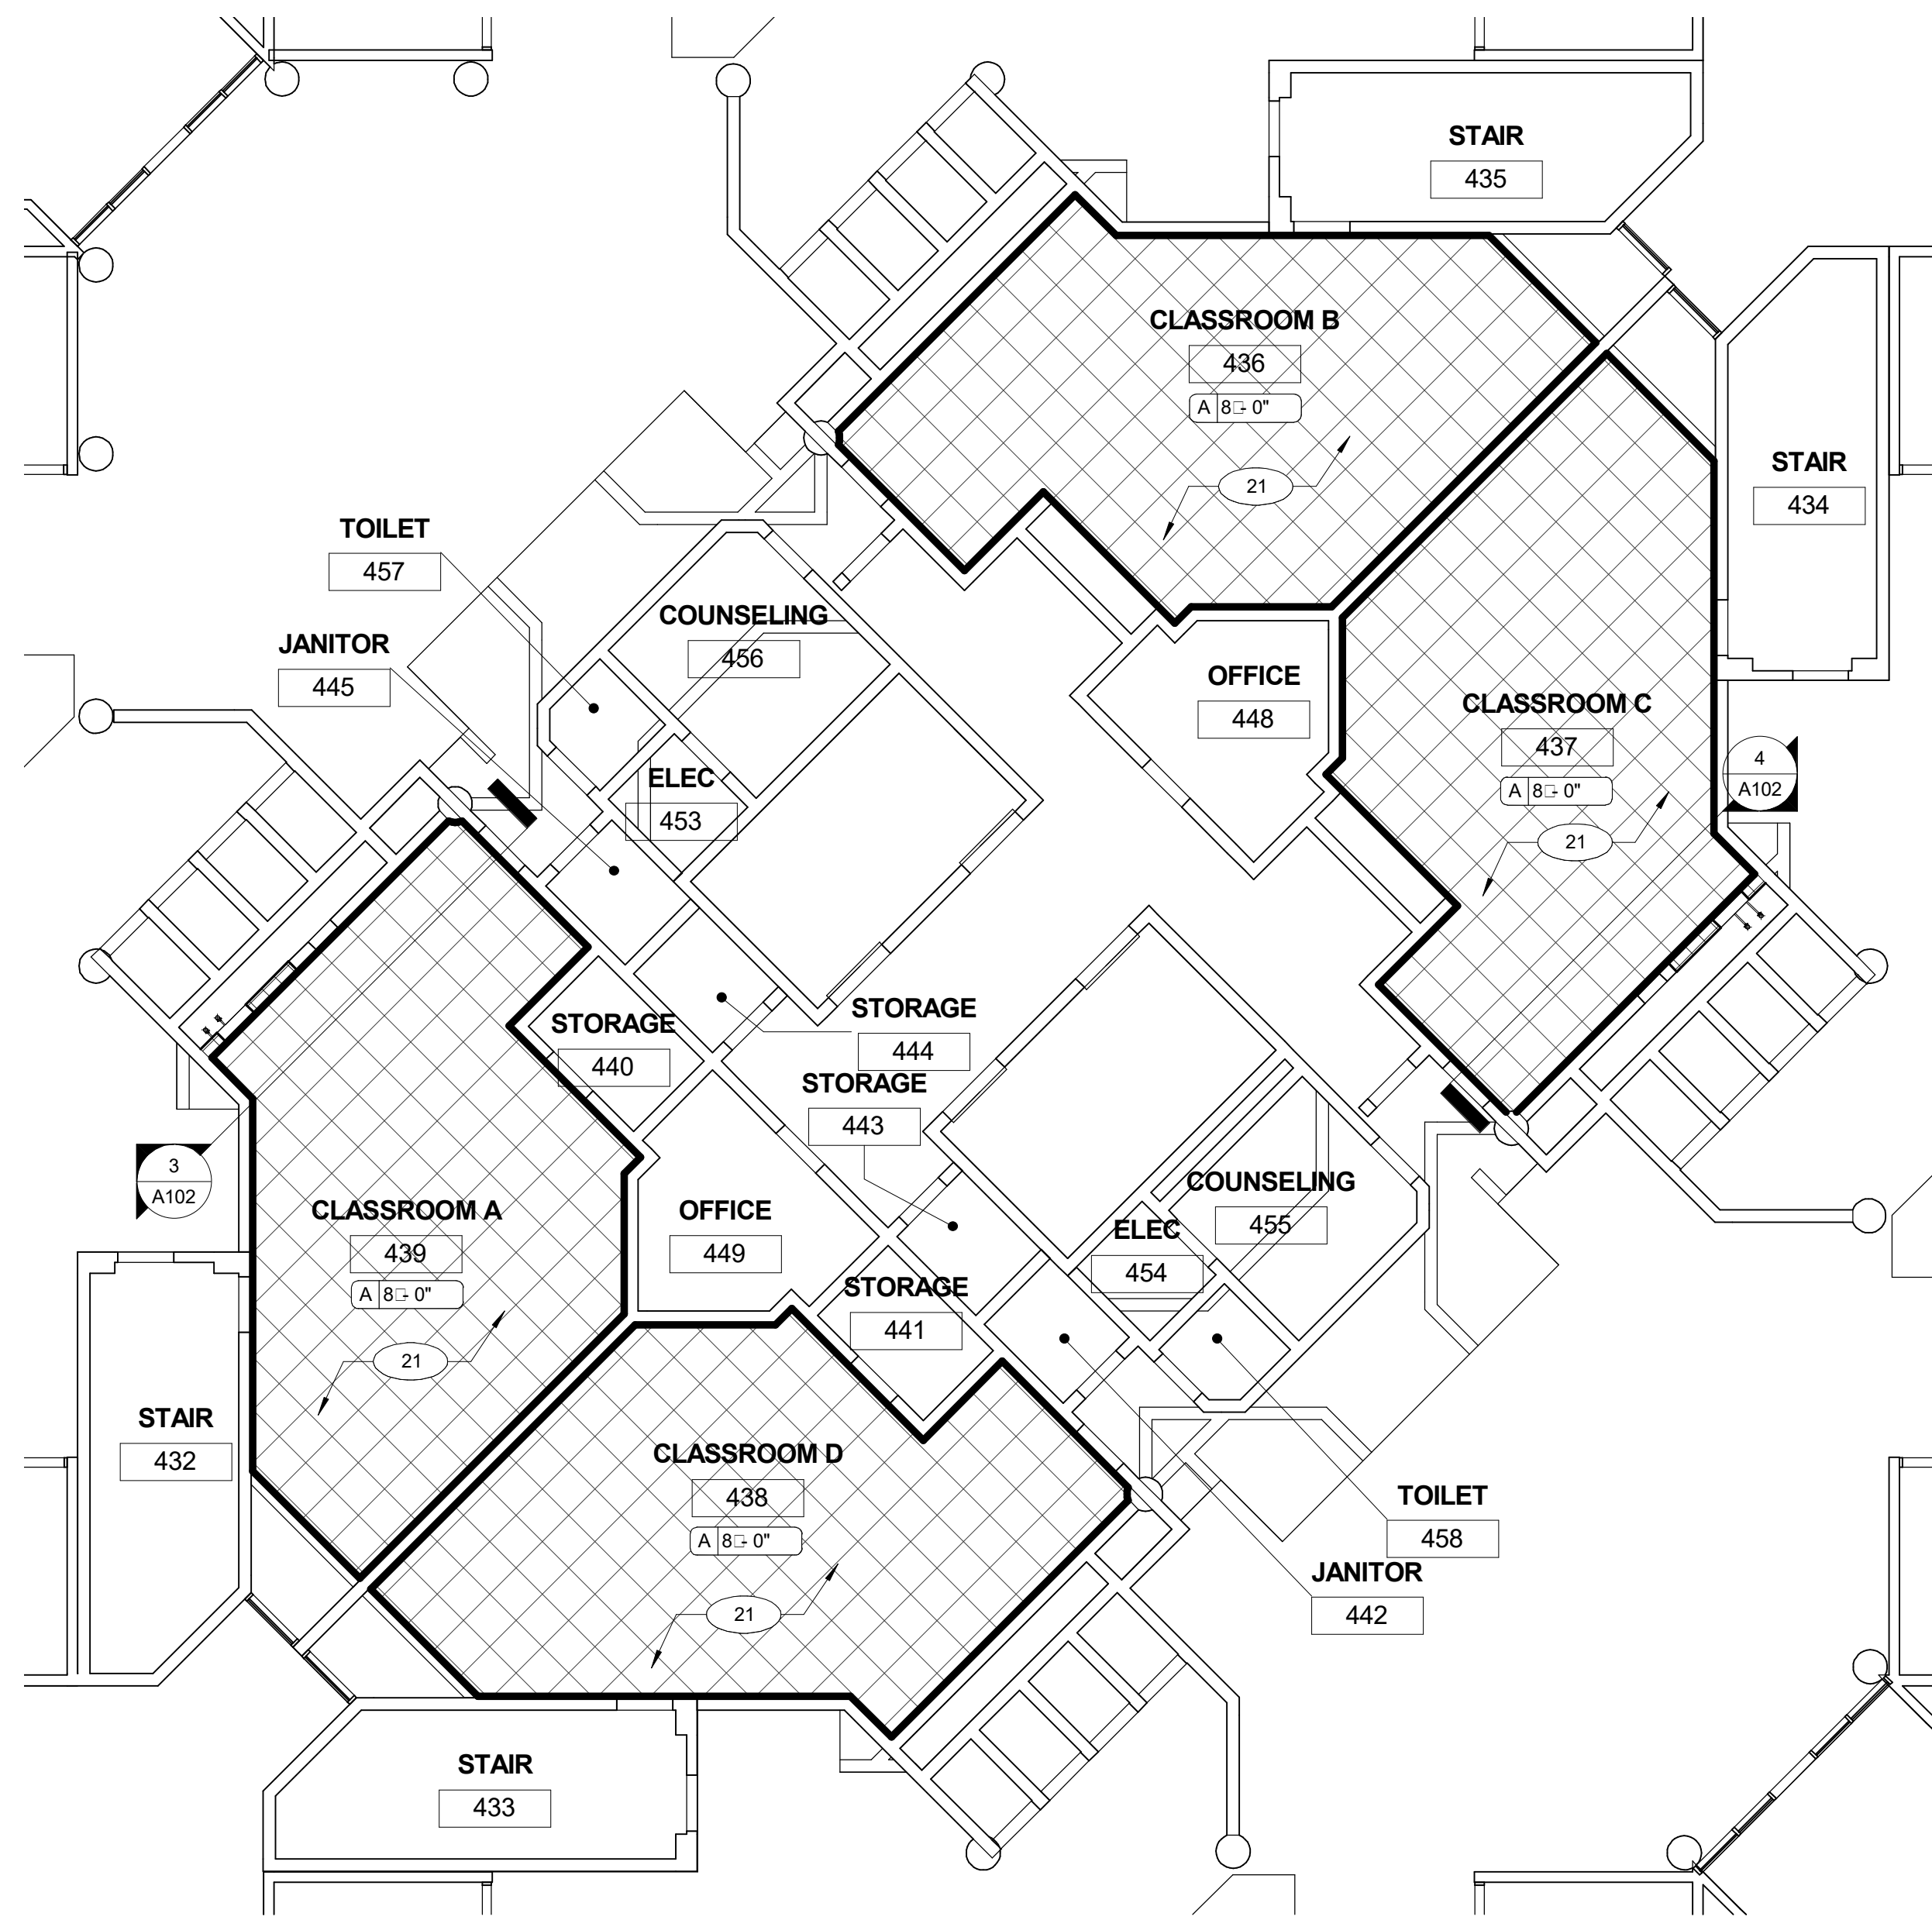 STAIR
435
CLASSROOM B
436
A 8□- 0"
21
STAIR
434
TOILET
457
COUNSELING
456
JANITOR
445
OFFICE
448
CLASSROOM C
437
A 8□- 0"
21
4
A102
ELEC
453
STORAGE
440
STORAGE
444
STORAGE
443
3
A102
CLASSROOM A
439
A 8□- 0"
21
OFFICE
449
COUNSELING
455
ELEC
454
STORAGE
441
STAIR
432
CLASSROOM D
438
A 8□- 0"
21
TOILET
458
JANITOR
442
STAIR
433